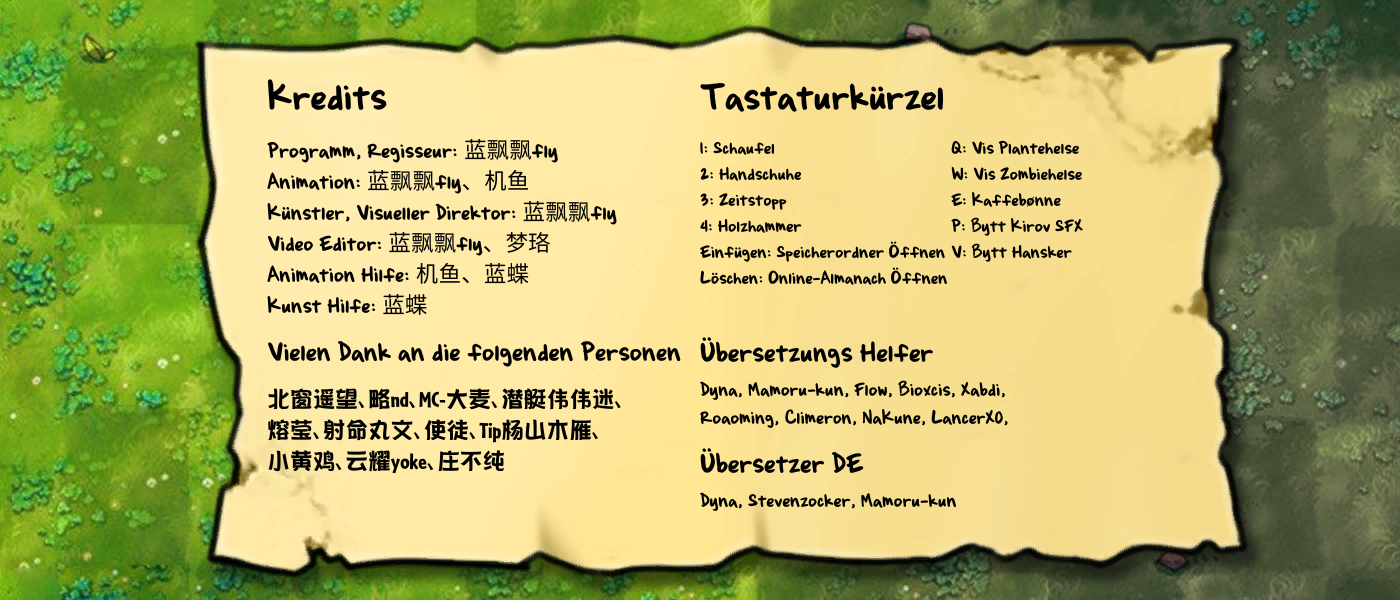 Kredits
Programm, Regisseur: 蓝飘飘fly
Animation: 蓝飘飘fly、机鱼
Künstler, Visueller Direktor: 蓝飘飘fly
Video Editor: 蓝飘飘fly、梦珞
Animation Hilfe: 机鱼、蓝蝶
Kunst Hilfe: 蓝蝶
Vielen Dank an die folgenden Personen
北窗遥望、略nd、MC-大麦、潜艇伟伟迷、
熔莹、射命丸文、使徒、Tip杨山木雁、
小黄鸡、云耀yoke、庄不纯
Tastaturkürzel
1: Schaufel
2: Handschuhe
3: Zeitstopp
4: Holzhammer
Einfügen: Speicherordner Öffnen
Löschen: Online-Almanach Öffnen
Q: Vis Plantehelse
W: Vis Zombiehelse
E: Kaffebønne
P: Bytt Kirov SFX
V: Bytt Hansker
Übersetzungs Helfer
Dyna, Mamoru-kun, Flow, Bioxcis, Xabdi,
Roaoming, Climeron, NaKune, LancerXO,
Übersetzer DE
Dyna, Stevenzocker, Mamoru-kun